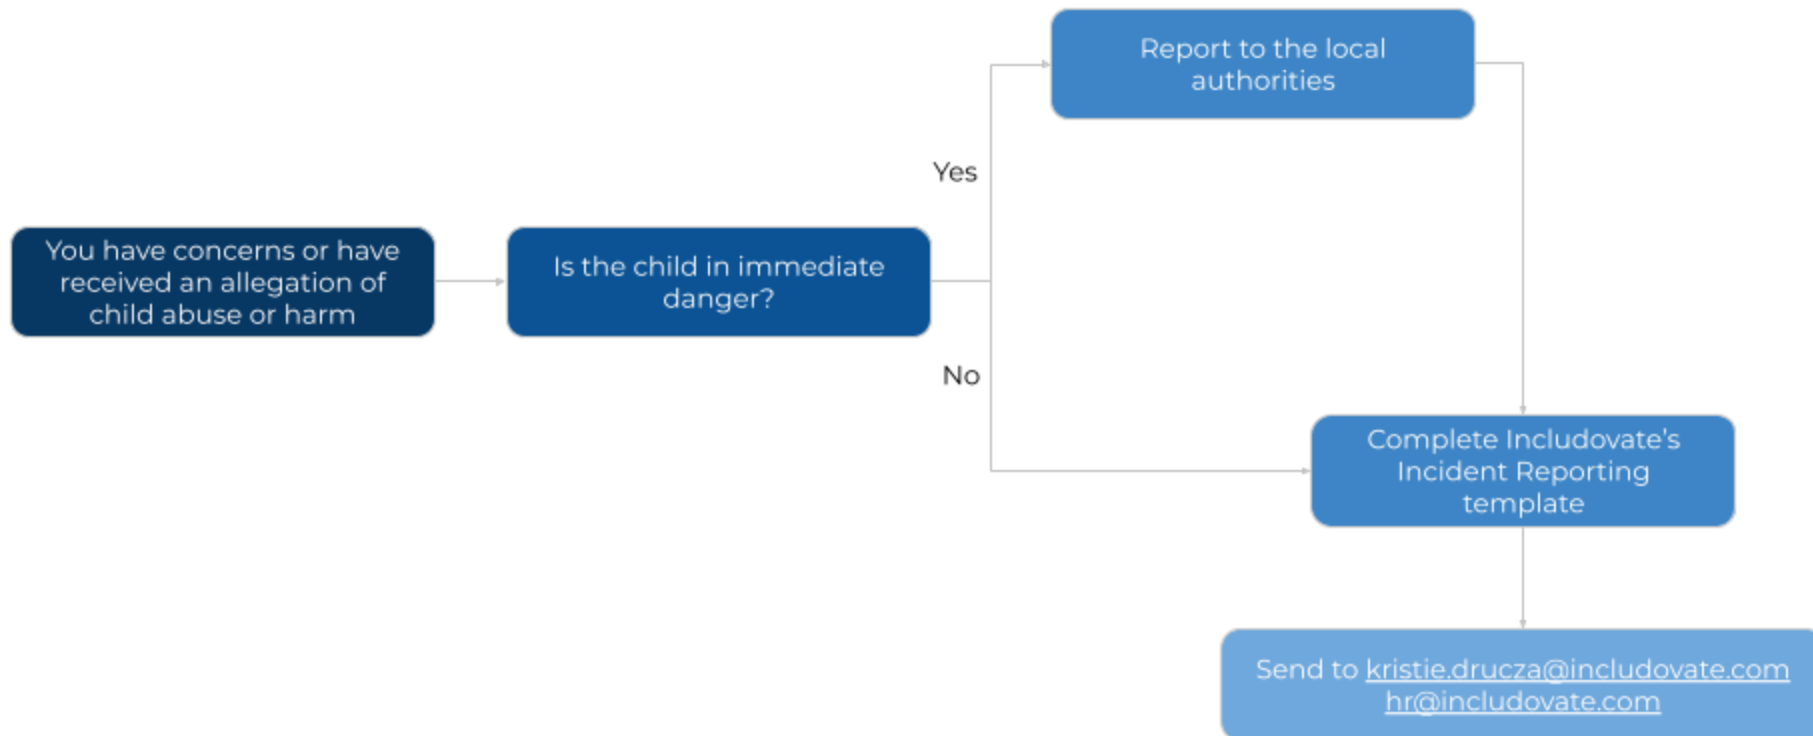 Report to the local
authorities
Yes
You have concerns or have
received an allegation of
child abuse or harm
Is the child in immediate
danger?
No
Complete Includovate’s
Incident Reporting
template
Send to kristie.drucza@includovate.com
hr@includovate.com